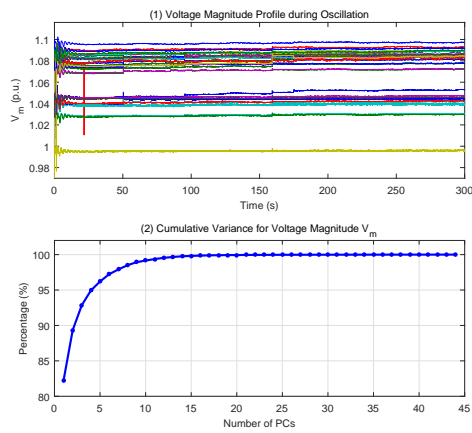 (1) Voltage Magnitude Profile during Oscillation
1.1
1.08
1.06
1.04
1.02
1
0.98
V_m (p.u.)
0 50 100 150 200 250 300
Time (s)
(2) Cumulative Variance for Voltage Magnitude V_m
100
95
90
85
80
Percentage (%)
0 5 10 15 20 25 30 35 40 45
Number of PCs